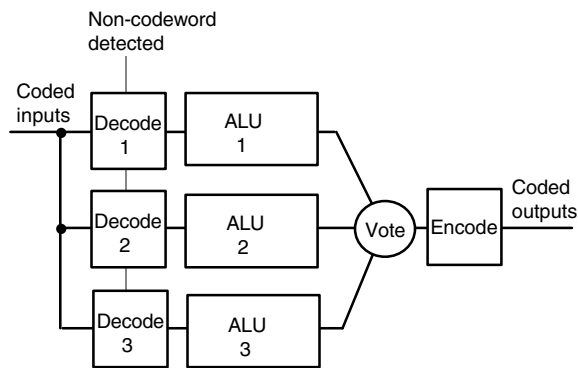 Non-codeword
detected
Coded
inputs
Decode
1
ALU
1
Decode
2
ALU
2
Vote
Encode
Coded
outputs
Decode
3
ALU
3